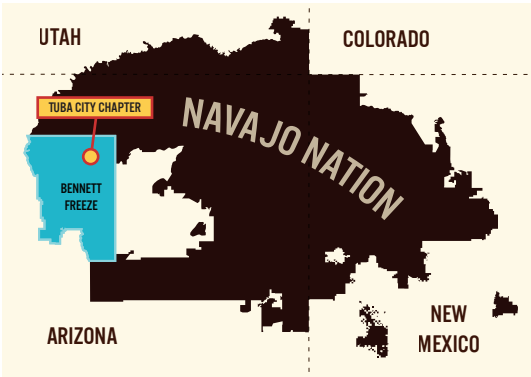 UTAH
COLORADO
TUBA CITY CHAPTER
NAVAJO NATION
BENNETT
FREEZE
ARIZONA
NEW
MEXICO